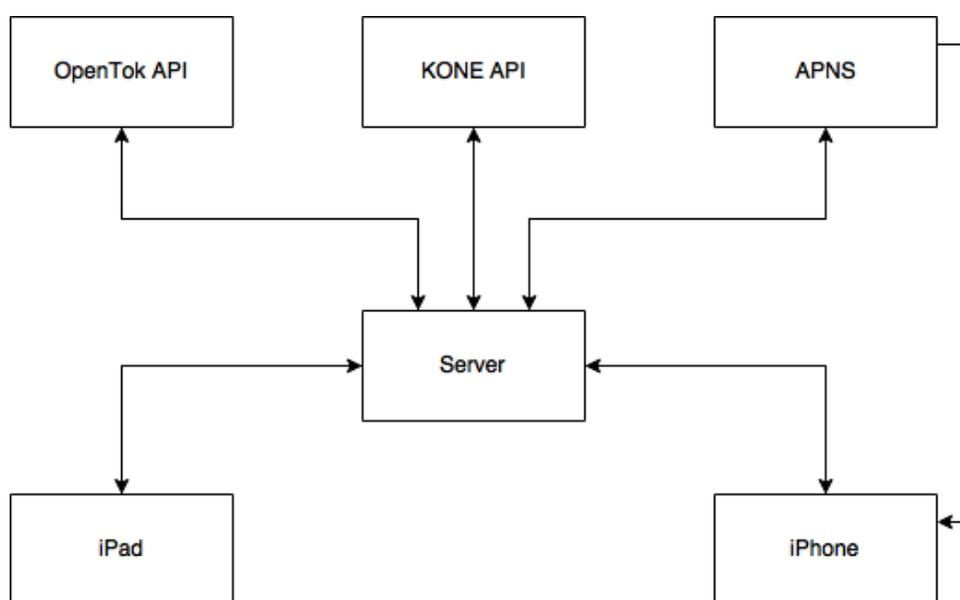 OpenTok API
KONE API
APNS
Server
iPad
iPhone